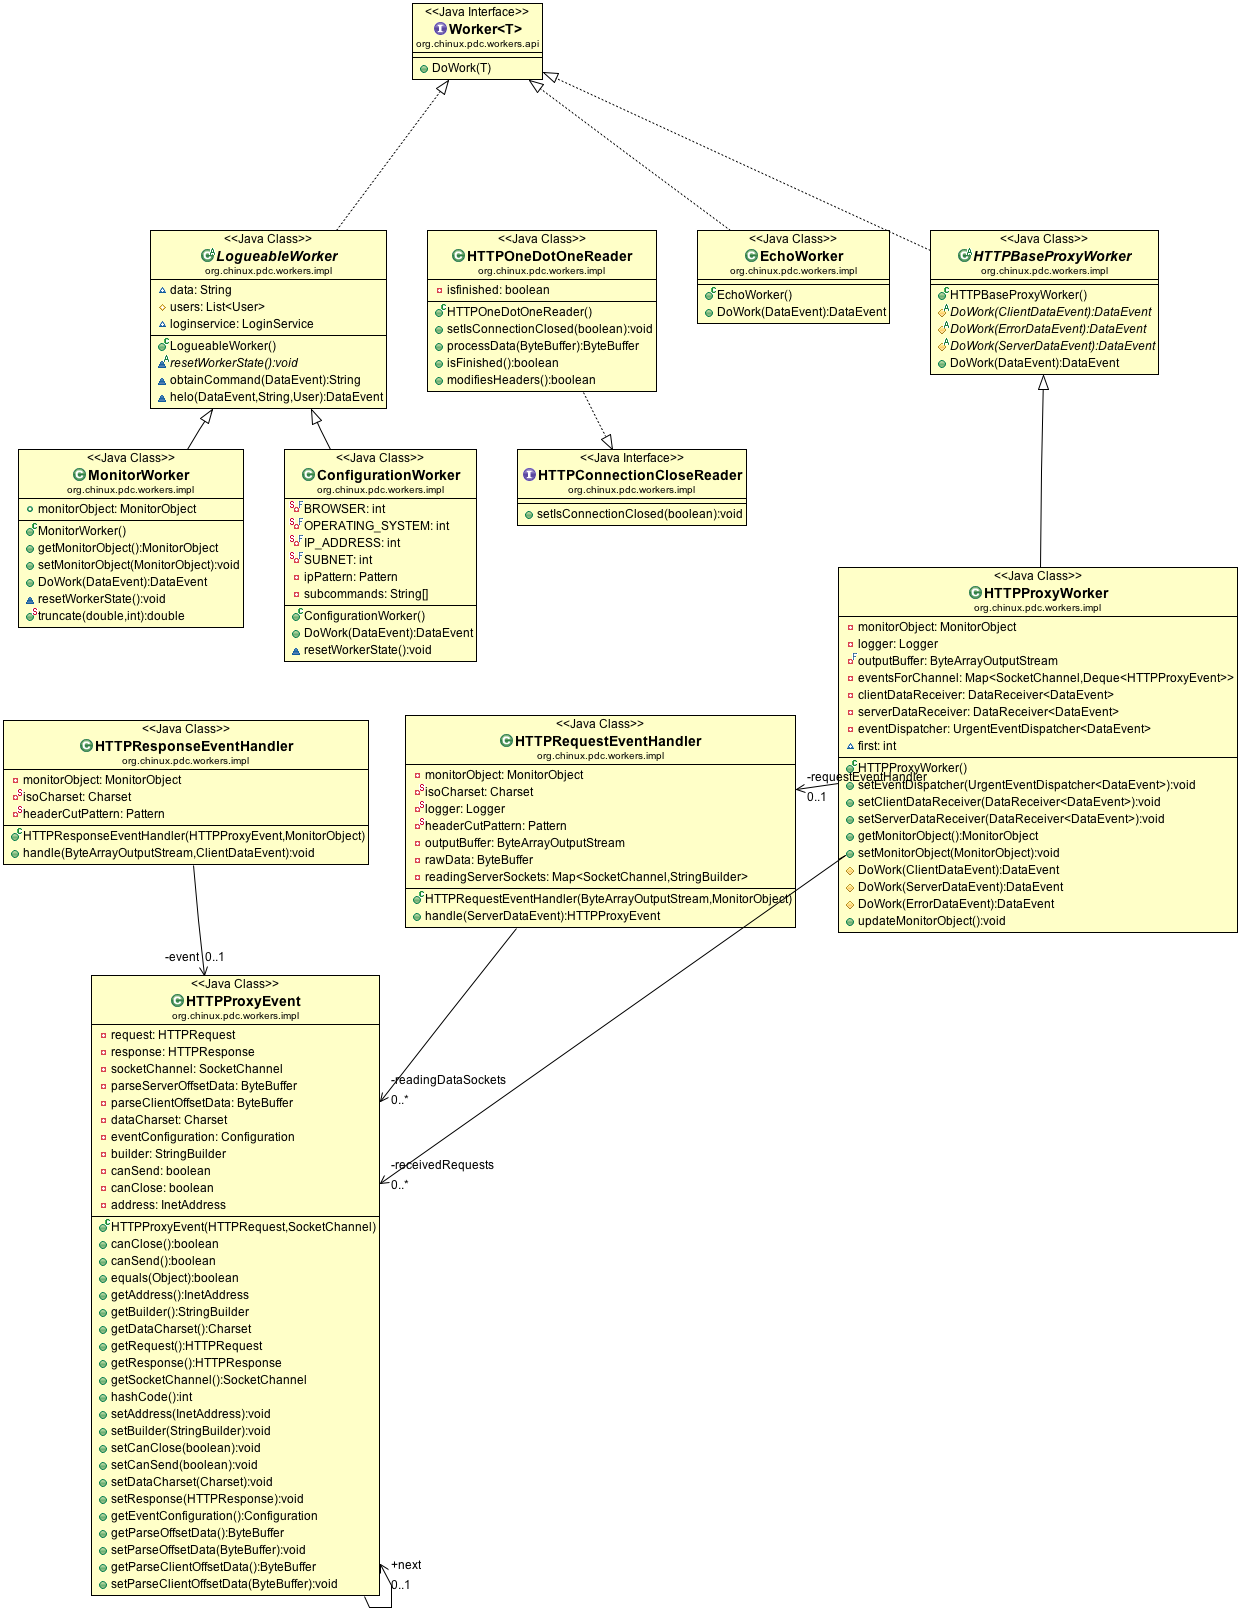 <<Java Interface>>
Worker<T>
org.chinux.pdc.workers.api
DoWork(T)
<<Java Class>>
LogueableWorker
org.chinux.pdc.workers.impl
data: String
users: List<User>
loginservice: LoginService
LogueableWorker()
resetWorkerState():void
obtainCommand(DataEvent):String
helo(DataEvent,String,User):DataEvent
<<Java Class>>
HTTPOneDotOneReader
org.chinux.pdc.workers.impl
isfinished: boolean
HTTPOneDotOneReader()
setIsConnectionClosed(boolean):void
processData(ByteBuffer):ByteBuffer
isFinished():boolean
modifiesHeaders():boolean
<<Java Class>>
EchoWorker
org.chinux.pdc.workers.impl
EchoWorker()
DoWork(DataEvent):DataEvent
<<Java Class>>
HTTPBaseProxyWorker
org.chinux.pdc.workers.impl
HTTPBaseProxyWorker()
DoWork(ClientDataEvent):DataEvent
DoWork(ErrorDataEvent):DataEvent
DoWork(ServerDataEvent):DataEvent
DoWork(DataEvent):DataEvent
<<Java Class>>
MonitorWorker
org.chinux.pdc.workers.impl
monitorObject: MonitorObject
MonitorWorker()
getMonitorObject():MonitorObject
setMonitorObject(MonitorObject):void
DoWork(DataEvent):DataEvent
resetWorkerState():void
truncate(double,int):double
<<Java Class>>
ConfigurationWorker
org.chinux.pdc.workers.impl
BROWSER: int
OPERATING_SYSTEM: int
IP_ADDRESS: int
SUBNET: int
ipPattern: Pattern
subcommands: String[]
ConfigurationWorker()
DoWork(DataEvent):DataEvent
resetWorkerState():void
<<Java Interface>>
HTTPConnectionCloseReader
org.chinux.pdc.workers.impl
setIsConnectionClosed(boolean):void
<<Java Class>>
HTTPProxyWorker
org.chinux.pdc.workers.impl
monitorObject: MonitorObject
logger: Logger
outputBuffer: ByteArrayOutputStream
eventsForChannel: Map<SocketChannel,Deque<HTTPProxyEvent>>
clientDataReceiver: DataReceiver<DataEvent>
serverDataReceiver: DataReceiver<DataEvent>
eventDispatcher: UrgentEventDispatcher<DataEvent>
first: int
HTTPProxyWorker()
setEventDispatcher(UrgentEventDispatcher<DataEvent>):void
setClientDataReceiver(DataReceiver<DataEvent>):void
setServerDataReceiver(DataReceiver<DataEvent>):void
getMonitorObject():MonitorObject
setMonitorObject(MonitorObject):void
DoWork(ClientDataEvent):DataEvent
DoWork(ServerDataEvent):DataEvent
DoWork(ErrorDataEvent):DataEvent
updateMonitorObject():void
<<Java Class>>
HTTPResponseEventHandler
org.chinux.pdc.workers.impl
monitorObject: MonitorObject
isoCharset: Charset
headerCutPattern: Pattern
HTTPResponseEventHandler(HTTPProxyEvent,MonitorObject)
handle(ByteArrayOutputStream,ClientDataEvent):void
<<Java Class>>
HTTPRequestEventHandler
org.chinux.pdc.workers.impl
monitorObject: MonitorObject
isoCharset: Charset
logger: Logger
headerCutPattern: Pattern
outputBuffer: ByteArrayOutputStream
rawData: ByteBuffer
readingServerSockets: Map<SocketChannel,StringBuilder>
HTTPRequestEventHandler(ByteArrayOutputStream,MonitorObject)
handle(ServerDataEvent):HTTPProxyEvent
-requestEventHandler
0..1
-event 0..1
<<Java Class>>
HTTPProxyEvent
org.chinux.pdc.workers.impl
request: HTTPRequest
response: HTTPResponse
socketChannel: SocketChannel
parseServerOffsetData: ByteBuffer
parseClientOffsetData: ByteBuffer
dataCharset: Charset
eventConfiguration: Configuration
builder: StringBuilder
canSend: boolean
canClose: boolean
address: InetAddress
HTTPProxyEvent(HTTPRequest,SocketChannel)
canClose():boolean
canSend():boolean
equals(Object):boolean
getAddress():InetAddress
getBuilder():StringBuilder
getDataCharset():Charset
getRequest():HTTPRequest
getResponse():HTTPResponse
getSocketChannel():SocketChannel
hashCode():int
setAddress(InetAddress):void
setBuilder(StringBuilder):void
setCanClose(boolean):void
setCanSend(boolean):void
setDataCharset(Charset):void
setResponse(HTTPResponse):void
getEventConfiguration():Configuration
getParseOffsetData():ByteBuffer
setParseOffsetData(ByteBuffer):void
getParseClientOffsetData():ByteBuffer
setParseClientOffsetData(ByteBuffer):void
-readingDataSockets
0..*
-receivedRequests
0..*
+next
0..1